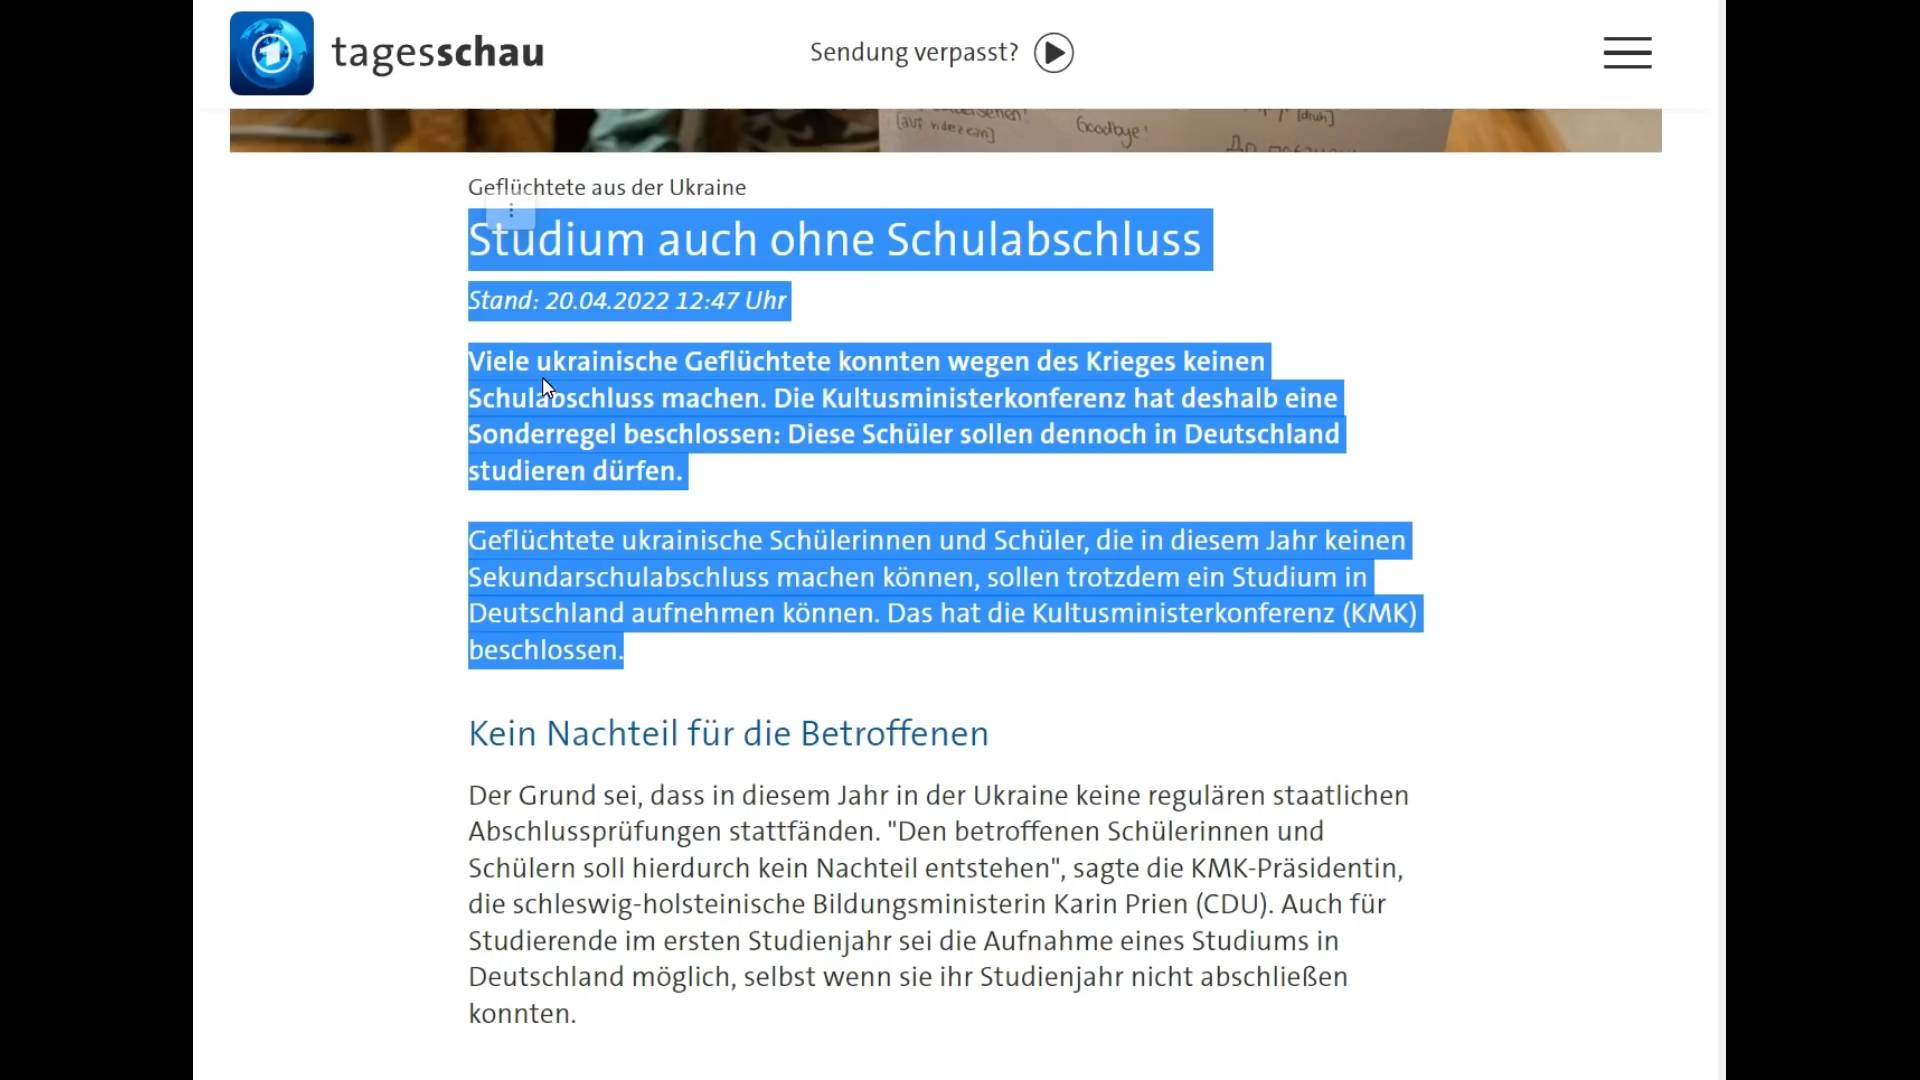 tagesschau
Sendung verpasst?
[druh]
[auf videzean]
Goodbye!
Geflüchtete aus der Ukraine
Studium auch ohne Schulabschluss
Stand: 20.04.2022 12:47 Uhr
Viele ukrainische Geflüchtete konnten wegen des Krieges keinen
Schulabschluss machen. Die Kultusministerkonferenz hat deshalb eine
Sonderregel beschlossen: Diese Schüler sollen dennoch in Deutschland
studieren dürfen.
Geflüchtete ukrainische Schülerinnen und Schüler, die in diesem Jahr keinen
Sekundarschulabschluss machen können, sollen trotzdem ein Studium in
Deutschland aufnehmen können. Das hat die Kultusministerkonferenz (KMK)
beschlossen.
Kein Nachteil für die Betroffenen
Der Grund sei, dass in diesem Jahr in der Ukraine keine regulären staatlichen
Abschlussprüfungen stattfänden. "Den betroffenen Schülerinnen und
Schülern soll hierdurch kein Nachteil entstehen", sagte die KMK-Präsidentin,
die schleswig-holsteinische Bildungsministerin Karin Prien (CDU). Auch für
Studierende im ersten Studienjahr sei die Aufnahme eines Studiums in
Deutschland möglich, selbst wenn sie ihr Studienjahr nicht abschließen
konnten.